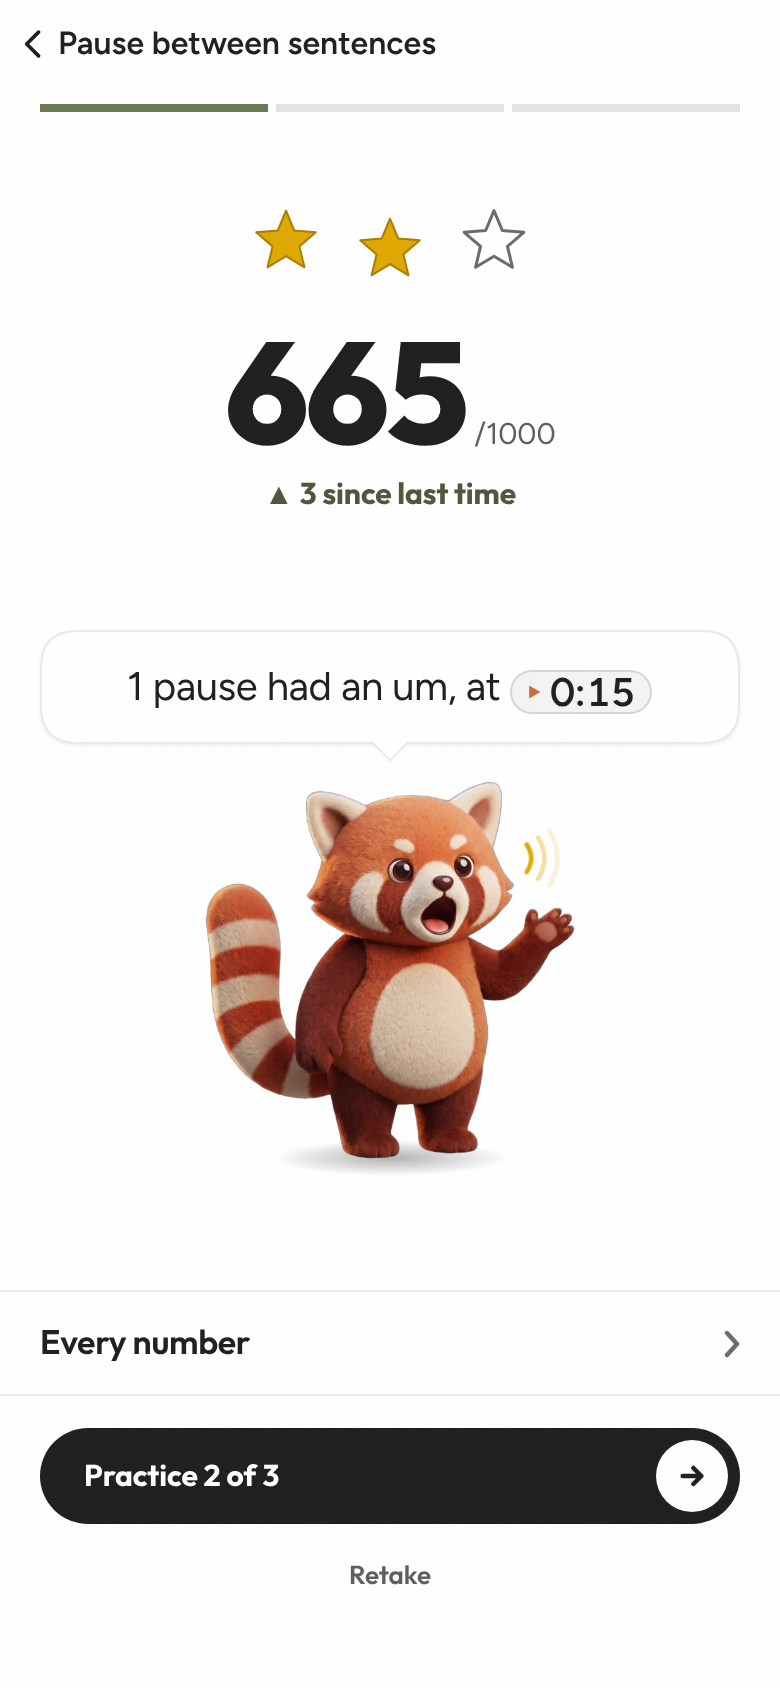 Pause between sentences
665 /1000
▲ 3 since last time
1 pause had an um, at ▶ 0:15
Every number
Practice 2 of 3
Retake